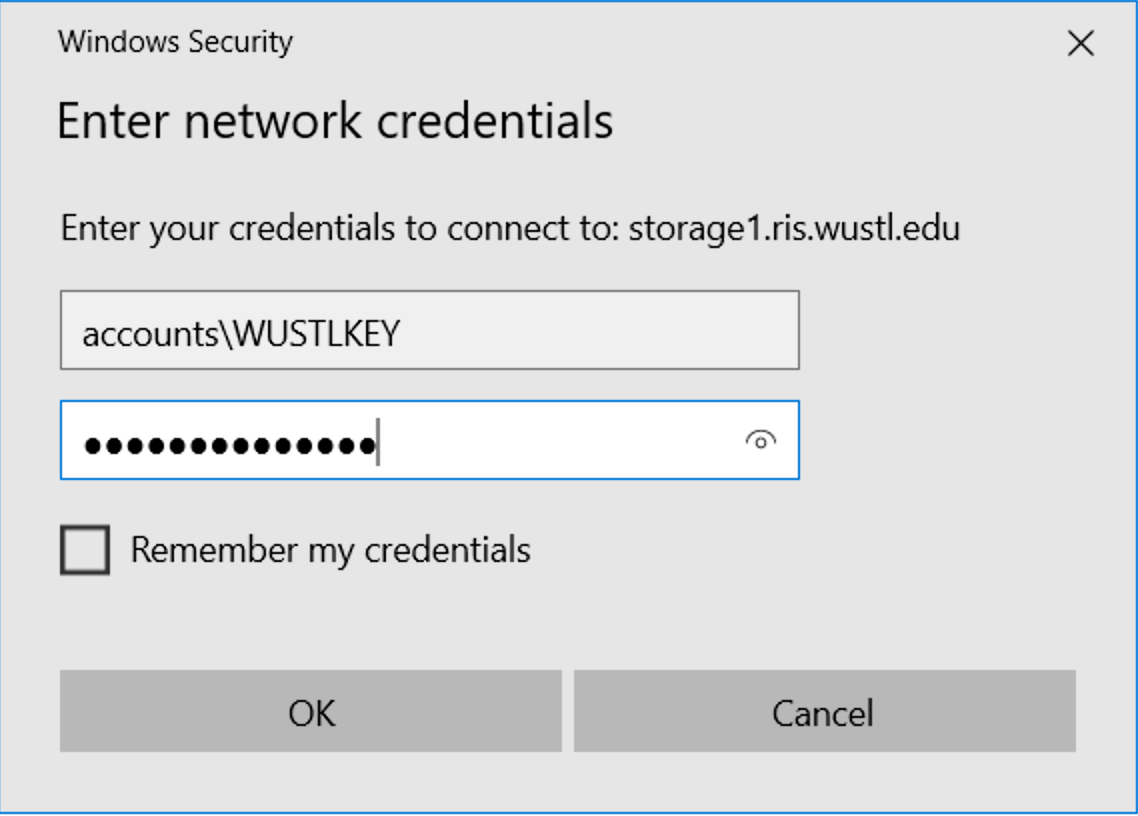 Windows Security
Enter network credentials
Enter your credentials to connect to: storage1.ris.wustl.edu
accounts\WUSTLKEY
●●●●●●●●●●●●●●
Remember my credentials
OK
Cancel